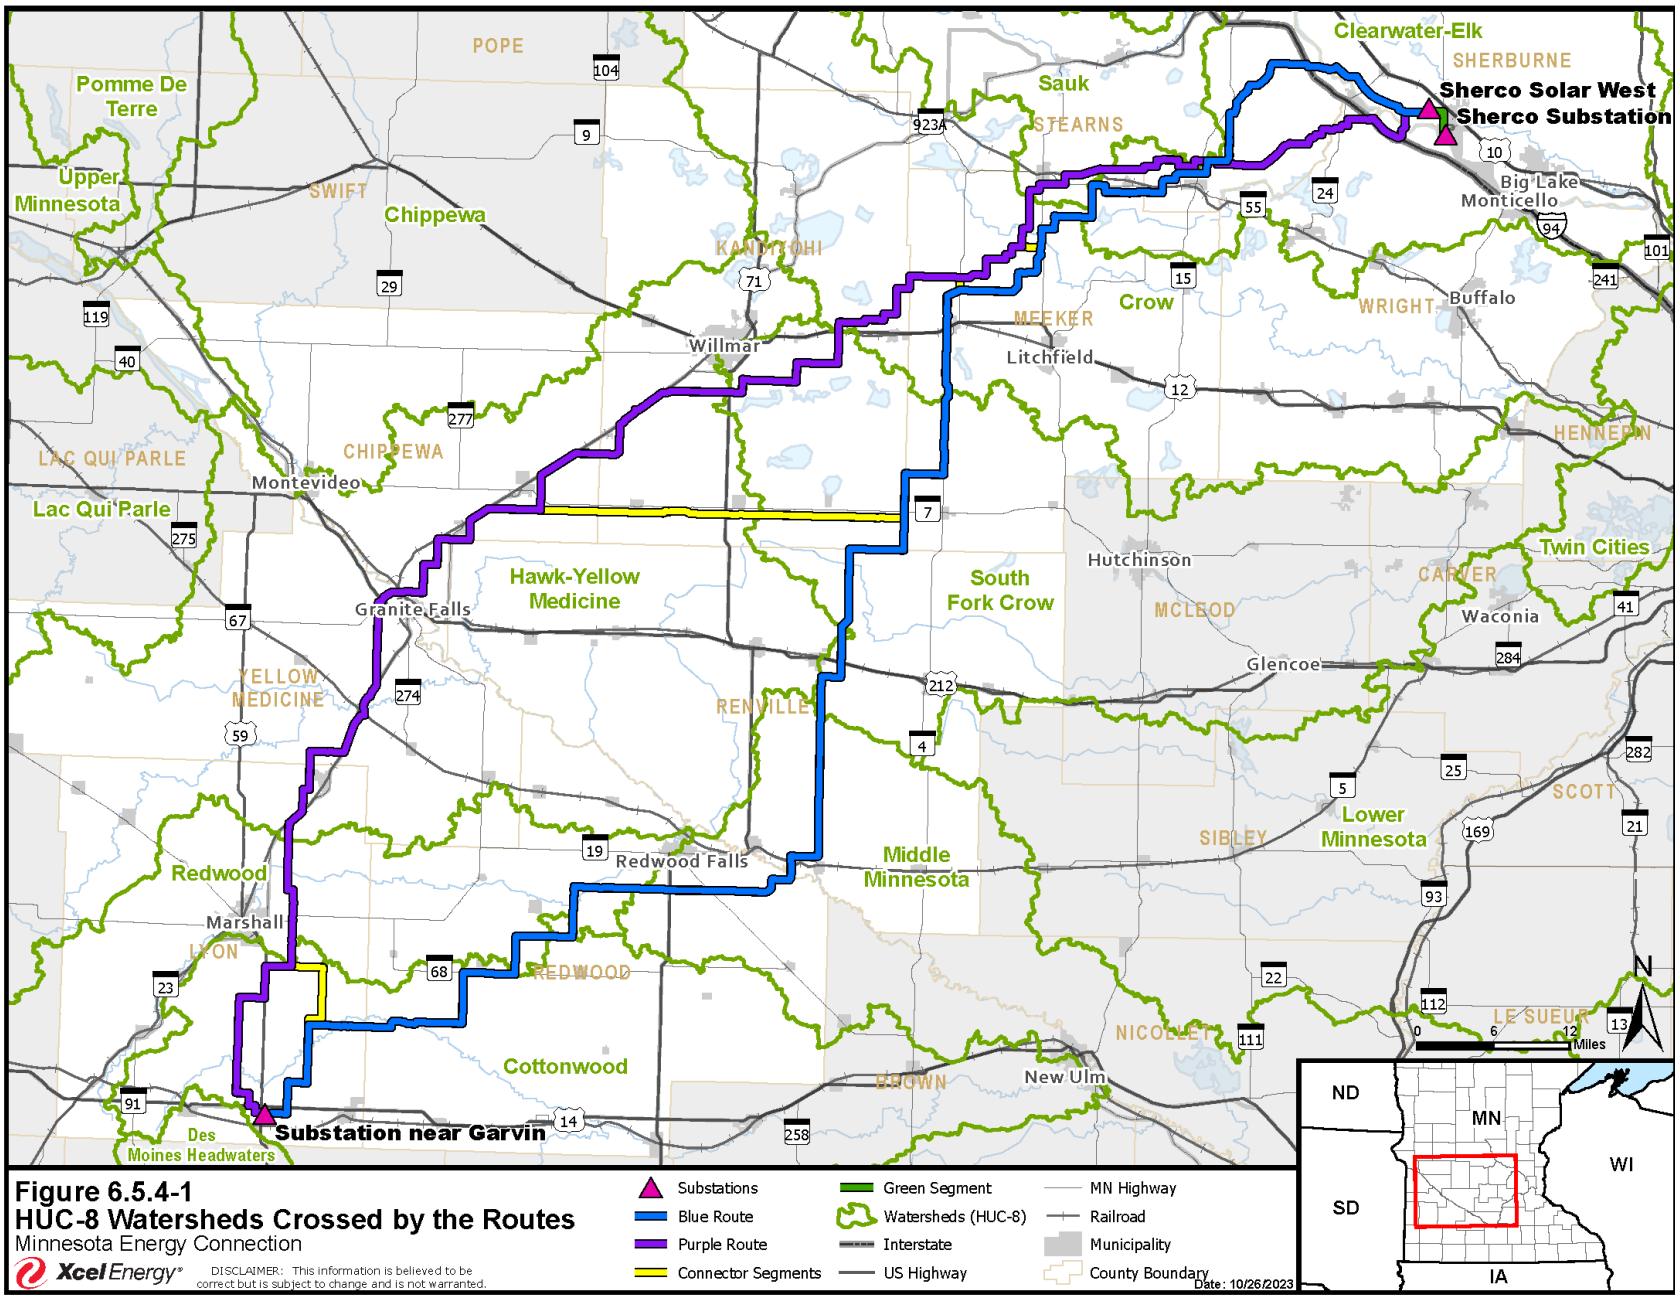 POPE
Clearwater-Elk
SHERBURNE
Pomme De
Terre
104
Sauk
Sherco Solar West
Sherco Substation
923A
STEARNS
9
10
Upper
Minnesota
SWIFT
Big Lake
Monticello
24
55
Chippewa
94
KANDIYOHI
101
71
15
241
29
Crow
Buffalo
WRIGHT
119
MEEKER
Willmar
Litchfield
40
12
277
CHIPPEWA
LAC QUI PARLE
HENNEPIN
Montevideo
Lac Qui Parle
7
275
Twin Cities
Hutchinson
Hawk-Yellow
Medicine
South
Fork Crow
CARVER
Granite Falls
MCLEOD
Waconia
41
67
284
Glencoe
YELLOW
MEDICINE
274
212
RENVILLE
59
4
282
25
5
SCOTT
Lower
Minnesota
169
21
SIBLEY
19
Redwood Falls
Middle
Minnesota
Redwood
93
Marshall
LYON
68
REDWOOD
22
N
23
112
LE SUEUR
13
NICOLLET
111
0 6 12
Miles
Cottonwood
BROWN
New Ulm
91
14
258
Substation near Garvin
Des
Moines Headwaters
ND
MN
WI
SD
IA
Figure 6.5.4-1
HUC-8 Watersheds Crossed by the Routes
Minnesota Energy Connection
Xcel Energy®
DISCLAIMER: This information is believed to be
correct but is subject to change and is not warranted.
Substations
Blue Route
Purple Route
Connector Segments
Green Segment
Watersheds (HUC-8)
Interstate
US Highway
MN Highway
Railroad
Municipality
County Boundary
Date: 10/26/2023